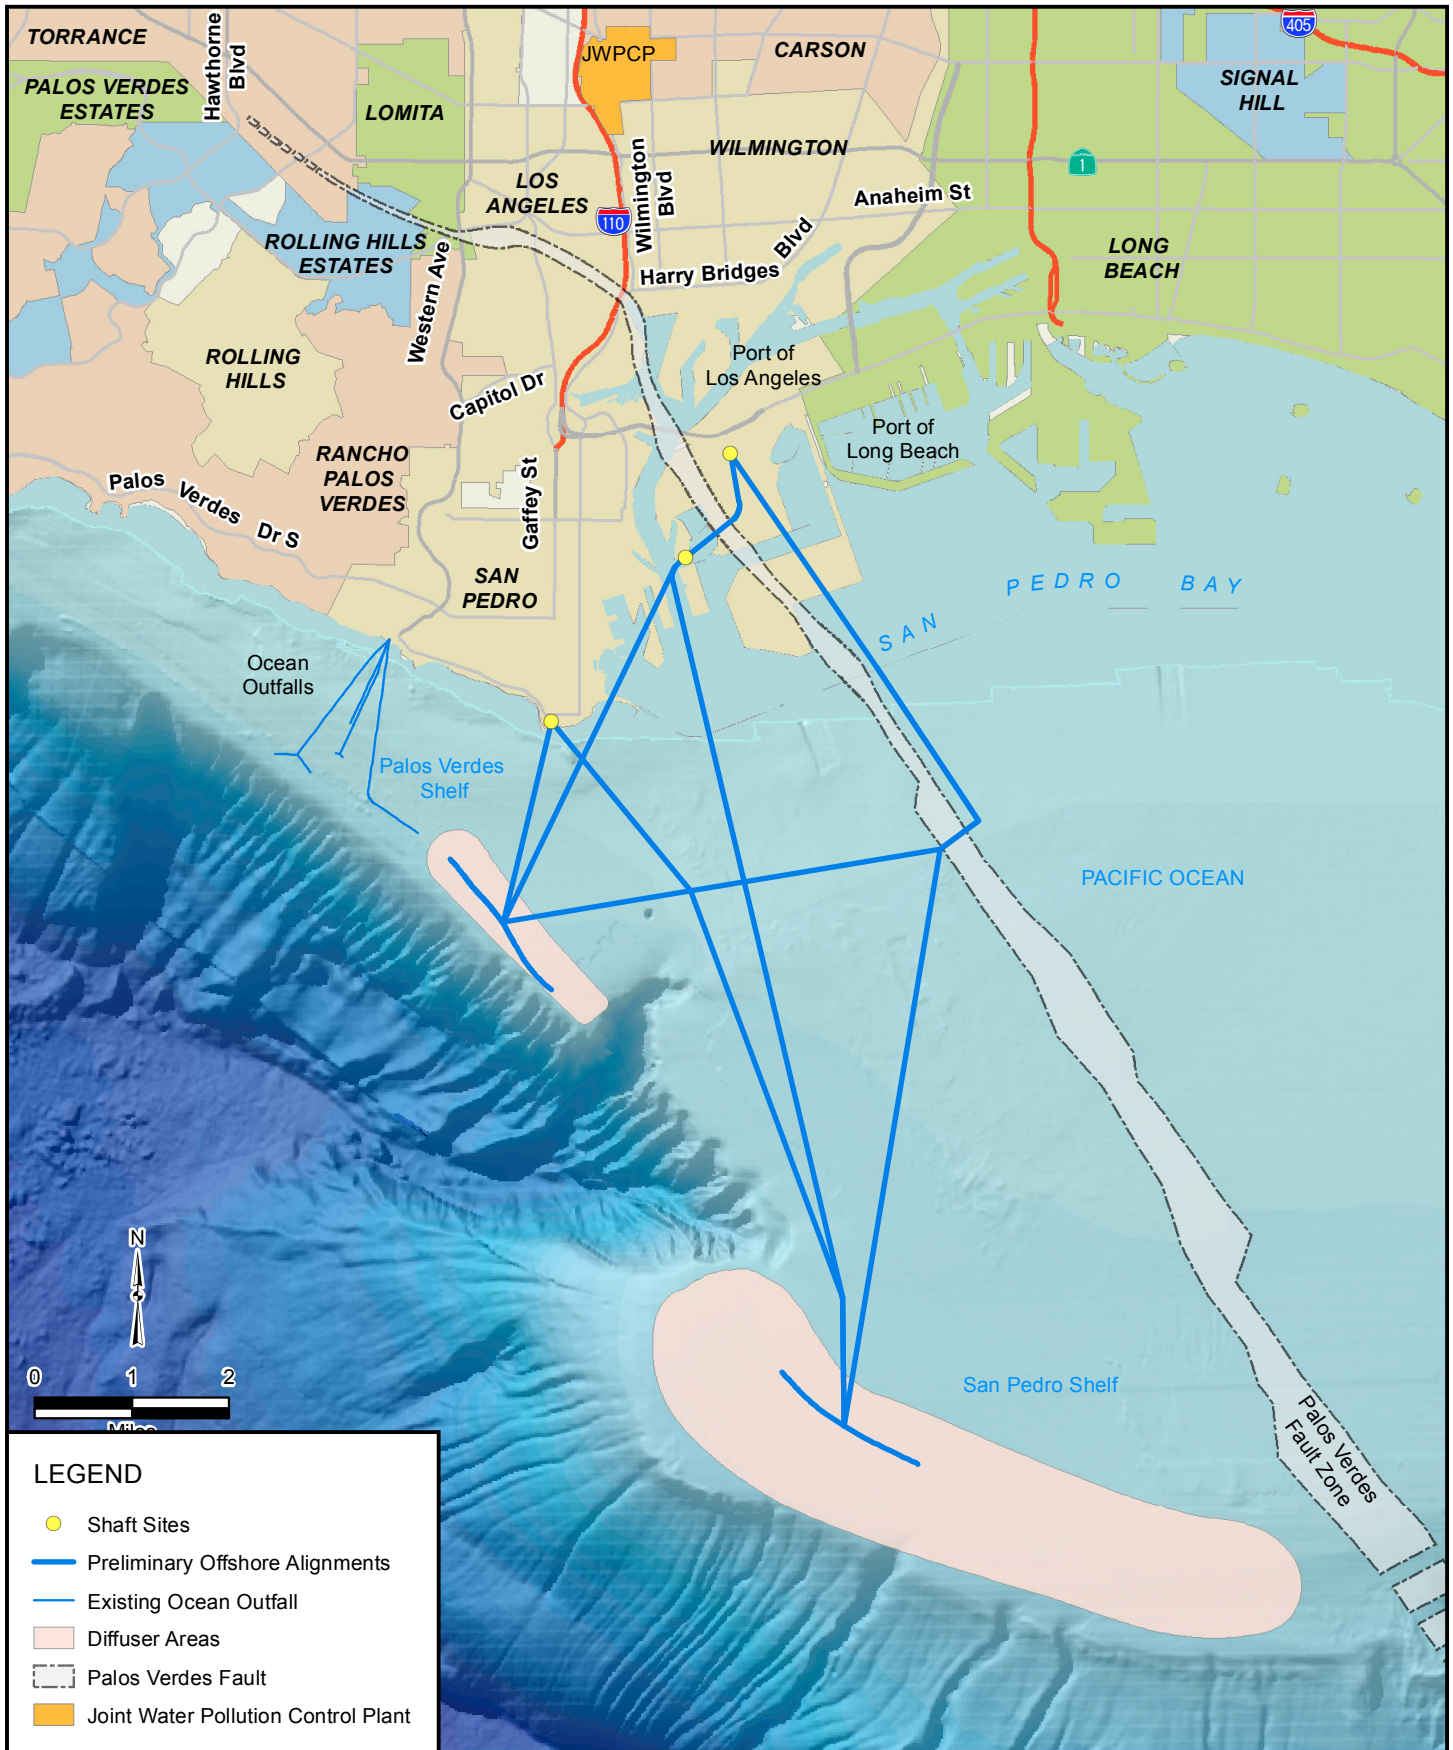 TORRANCE
Hawthorne
Blvd
JWPCP
CARSON
405
PALOS VERDES
ESTATES
LOMITA
SIGNAL
HILL
WILMINGTON
1
LOS
ANGELES
110
Wilmington
Blvd
Anaheim St
ROLLING HILLS
ESTATES
Western Ave
Harry Bridges
Blvd
LONG
BEACH
ROLLING
HILLS
Capitol Dr
Port of
Los Angeles
Port of
Long Beach
RANCHO
PALOS
VERDES
Palos Verdes Dr S
Gaffey St
SAN
PEDRO
SAN PEDRO BAY
Ocean
Outfalls
Palos Verdes
Shelf
PACIFIC OCEAN
San Pedro Shelf
Palos Verdes
Fault Zone
N
0 1 2
Miles
LEGEND
Shaft Sites
Preliminary Offshore Alignments
Existing Ocean Outfall
Diffuser Areas
Palos Verdes Fault
Joint Water Pollution Control Plant